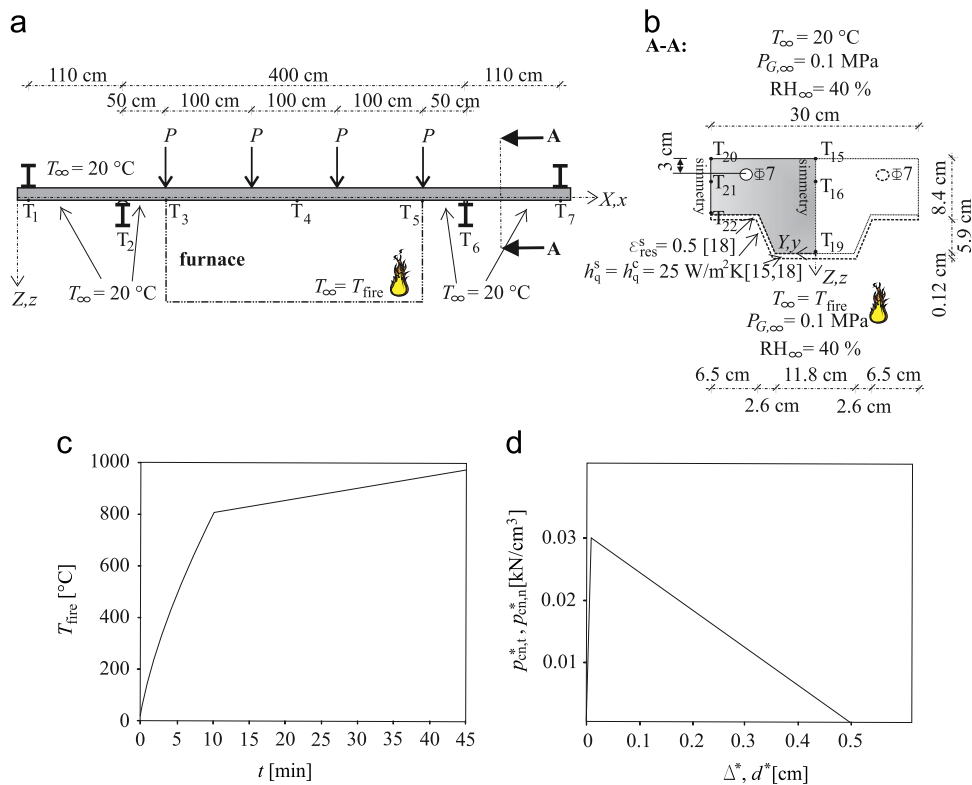 a
110 cm 400 cm 110 cm
50 cm 100 cm 100 cm 100 cm 50 cm
P P P P A
T∞ = 20 °C
X,x
T1 T2 T3 T4 T5 T6 T7
A
furnace
Z,z
T∞ = 20 °C T∞ = Tfire T∞ = 20 °C
b
A-A:
T∞ = 20 °C
PG,∞ = 0.1 MPa
RH∞ = 40 %
30 cm
3 cm
T20 T15
symmetry symmetry
Φ7 Φ7
T21 T16
T22
8.4 cm
5.9 cm
0.12 cm
Y,y T19
εsres = 0.5 [18]
hsq = hcq = 25 W/m2K[15,18]
Z,z
T∞ = Tfire
PG,∞ = 0.1 MPa
RH∞ = 40 %
6.5 cm 11.8 cm 6.5 cm
2.6 cm 2.6 cm
c
1000
800
600
400
200
0
Tfire [°C]
0 5 10 15 20 25 30 35 40 45
t [min]
d
0.03
0.02
0.01
p*cn,t , p*cn,n [kN/cm3]
0 0.1 0.2 0.3 0.4 0.5
Δ*, d* [cm]